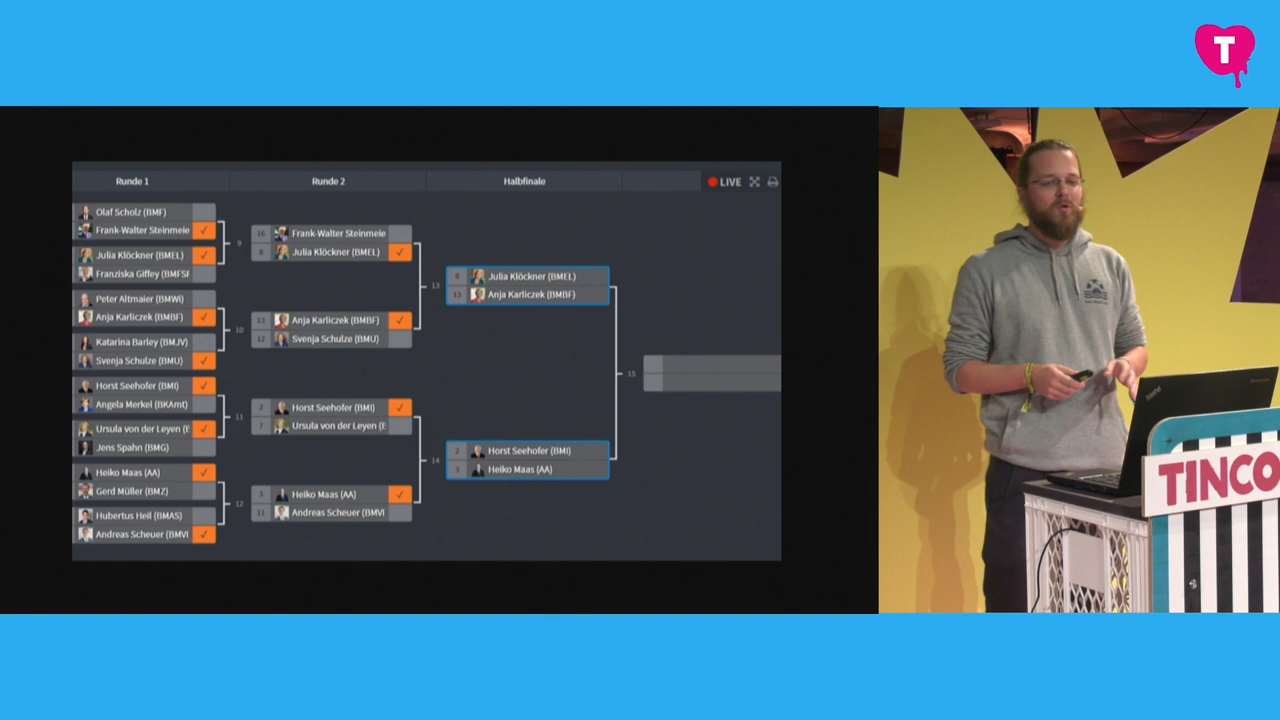 T
Runde 1
Runde 2
Halbfinale
LIVE
Olaf Scholz (BMF)
Frank-Walter Steinmeie
Julia Klöckner (BMEL)
Franziska Giffey (BMFSF
Peter Altmaier (BMWi)
Anja Karliczek (BMBF)
Katarina Barley (BMJV)
Svenja Schulze (BMU)
Horst Seehofer (BMI)
Angela Merkel (BKAmt)
Ursula von der Leyen (E
Jens Spahn (BMG)
Heiko Maas (AA)
Gerd Müller (BMZ)
Hubertus Heil (BMAS)
Andreas Scheuer (BMVI
9
10
11
12
16 Frank-Walter Steinmeie
8 Julia Klöckner (BMEL)
13 Anja Karliczek (BMBF)
12 Svenja Schulze (BMU)
2 Horst Seehofer (BMI)
7 Ursula von der Leyen (E
3 Heiko Maas (AA)
11 Andreas Scheuer (BMVI
13
14
8 Julia Klöckner (BMEL)
13 Anja Karliczek (BMBF)
2 Horst Seehofer (BMI)
3 Heiko Maas (AA)
15
ThinkPad
TINCO